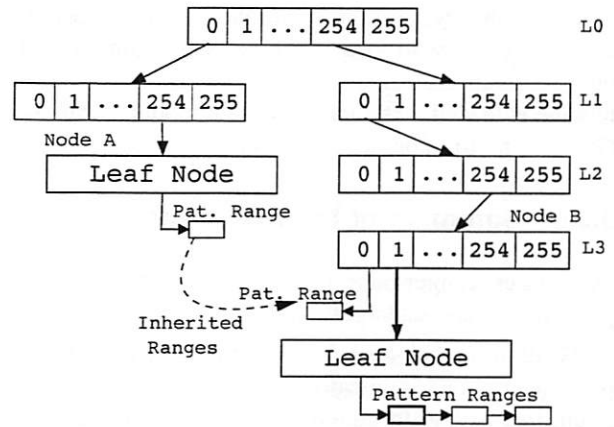 0 1 ... 254 255 L0
0 1 ... 254 255
0 1 ... 254 255 L1
Node A
Leaf Node
0 1 ... 254 255 L2
Pat. Range
Node B
0 1 ... 254 255 L3
Pat. Range
Inherited
Ranges
Leaf Node
Pattern Ranges